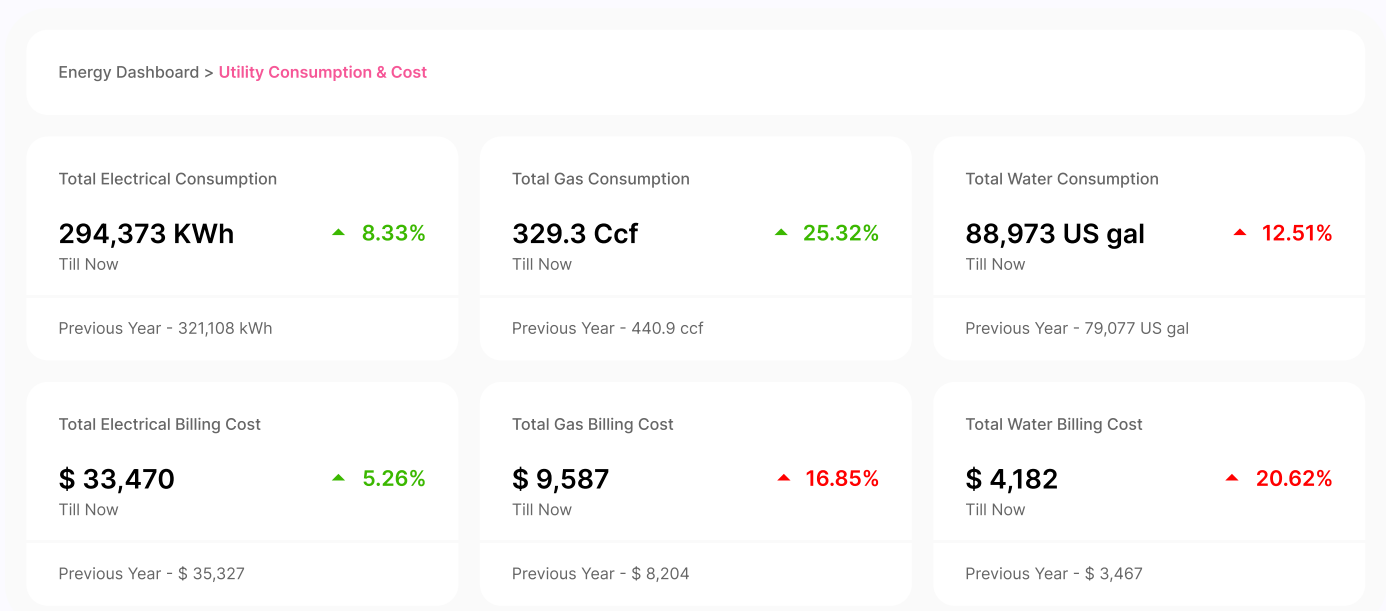 Energy Dashboard > Utility Consumption & Cost
Total Electrical Consumption
294,373 KWh
8.33%
Till Now
Previous Year - 321,108 kWh
Total Gas Consumption
329.3 Ccf
25.32%
Till Now
Previous Year - 440.9 ccf
Total Water Consumption
88,973 US gal
12.51%
Till Now
Previous Year - 79,077 US gal
Total Electrical Billing Cost
$ 33,470
5.26%
Till Now
Previous Year - $ 35,327
Total Gas Billing Cost
$ 9,587
16.85%
Till Now
Previous Year - $ 8,204
Total Water Billing Cost
$ 4,182
20.62%
Till Now
Previous Year - $ 3,467